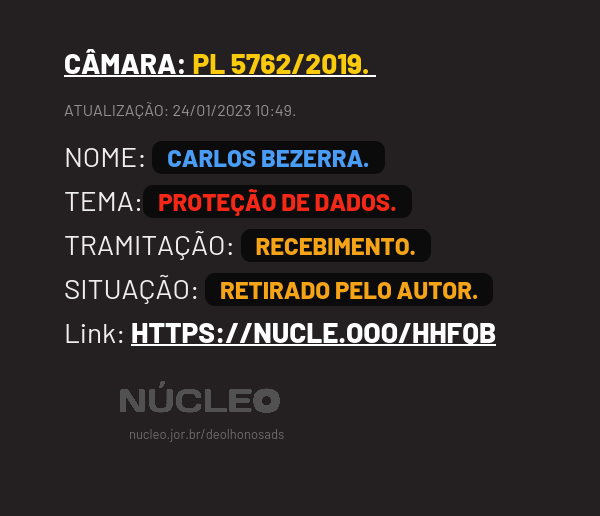 CÂMARA: PL 5762/2019.
ATUALIZAÇÃO: 24/01/2023 10:49.
NOME: CARLOS BEZERRA.
TEMA: PROTEÇÃO DE DADOS.
TRAMITAÇÃO: RECEBIMENTO.
SITUAÇÃO: RETIRADO PELO AUTOR.
Link: HTTPS://NUCLE.OOO/HHFQB
NÚCLEO
nucleo.jor.br/deolhonosads